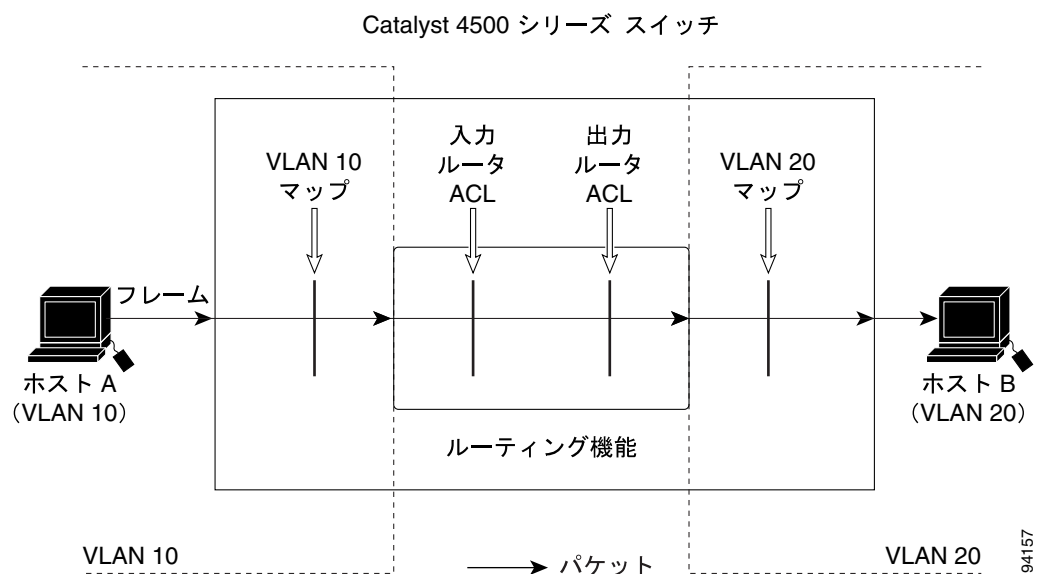 Catalyst 4500 シリーズ スイッチ
VLAN 10
マップ
入力
ルータ
ACL
出力
ルータ
ACL
VLAN 20
マップ
フレーム
ホスト A
（VLAN 10）
ホスト B
（VLAN 20）
ルーティング機能
VLAN 10
パケット
VLAN 20
94157